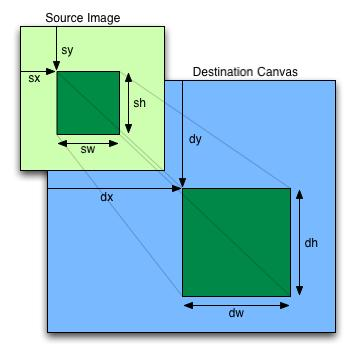 Source Image
sy
sx
sh
sw
Destination Canvas
dy
dx
dh
dw